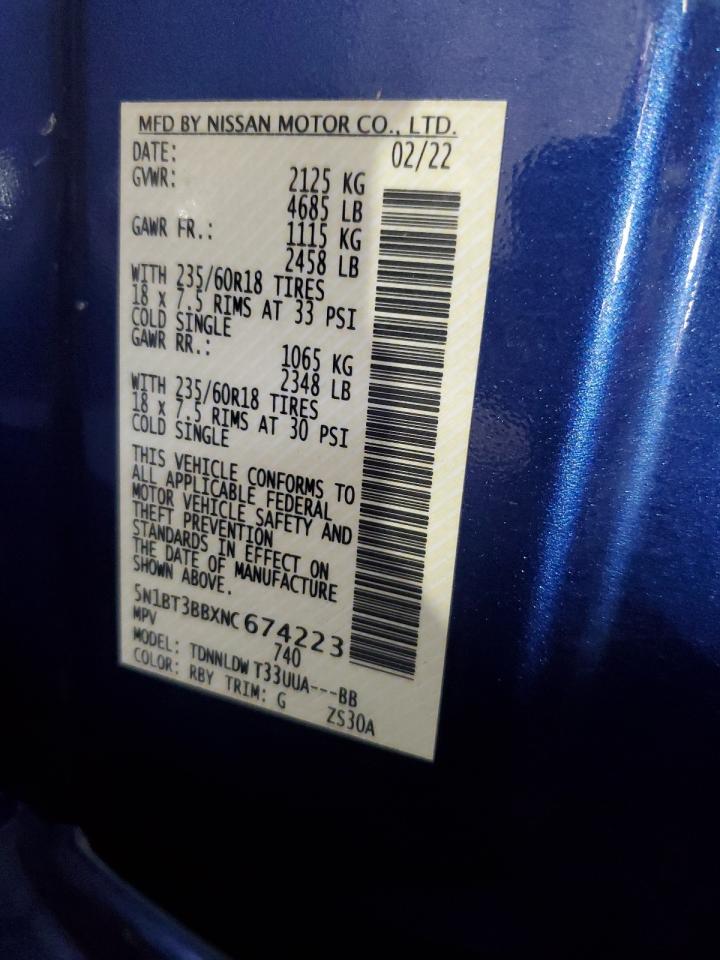 MFD BY NISSAN MOTOR CO., LTD.
DATE: 02/22
GVWR: 2125 KG
4685 LB
GAWR FR.: 1115 KG
2458 LB
WITH 235/60R18 TIRES
18 x 7.5 RIMS AT 33 PSI
COLD SINGLE
GAWR RR.: 1065 KG
2348 LB
WITH 235/60R18 TIRES
18 x 7.5 RIMS AT 30 PSI
COLD SINGLE
THIS VEHICLE CONFORMS TO
ALL APPLICABLE FEDERAL
MOTOR VEHICLE SAFETY AND
THEFT PREVENTION
STANDARDS IN EFFECT ON
THE DATE OF MANUFACTURE
SHOWN ABOVE.
5N1BT3BBXNC 674223
MPV 740
MODEL: TDNNLDW T33UUA---BB
COLOR: RBY TRIM: G ZS30A